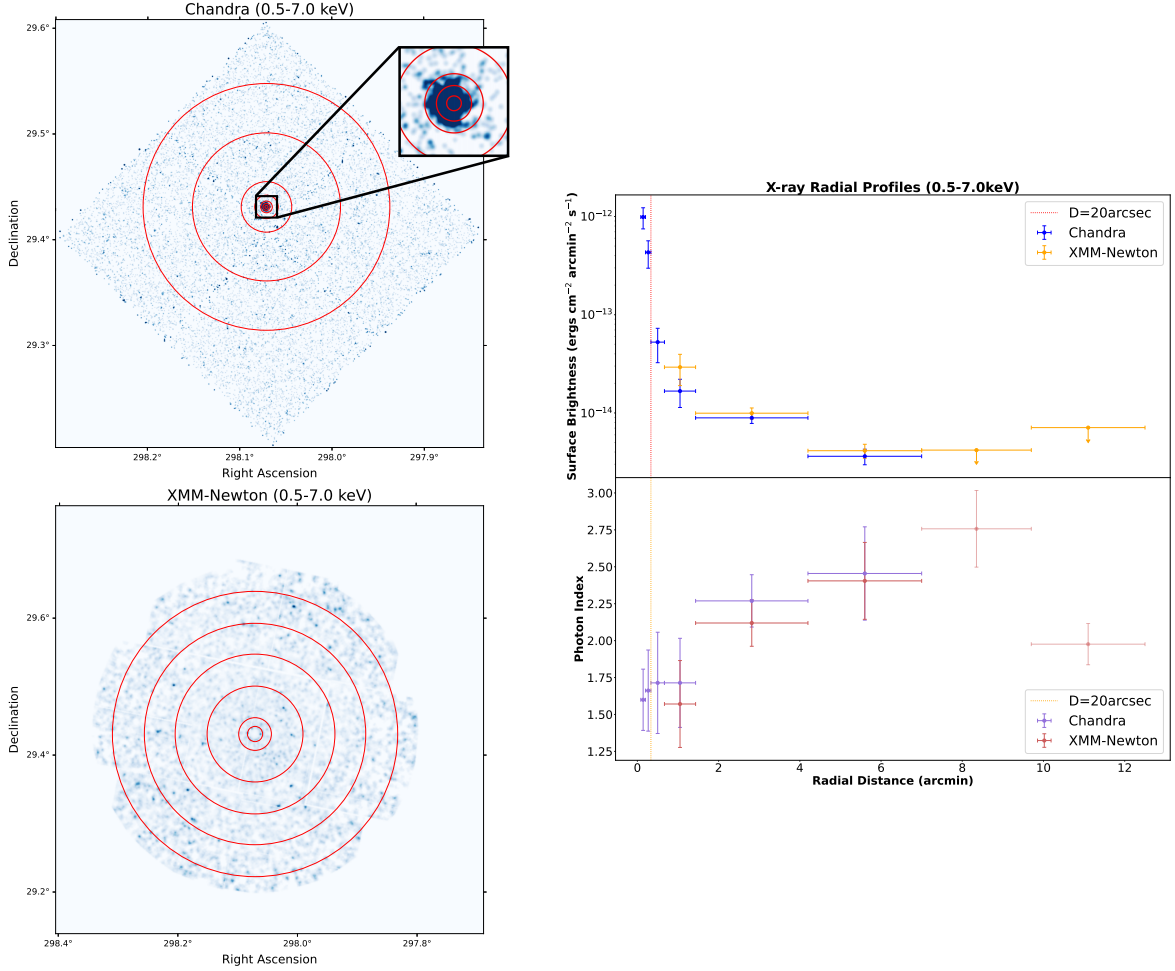 Chandra (0.5-7.0 keV)
29.6°
29.5°
29.4°
29.3°
Declination
298.2° 298.1° 298.0° 297.9°
Right Ascension
XMM-Newton (0.5-7.0 keV)
29.6°
29.4°
29.2°
Declination
298.4° 298.2° 298.0° 297.8°
Right Ascension
X-ray Radial Profiles (0.5-7.0keV)
Surface Brightness (ergs cm⁻² arcmin⁻² s⁻¹)
10⁻¹²
10⁻¹³
10⁻¹⁴
D=20arcsec
Chandra
XMM-Newton
Photon Index
3.00
2.75
2.50
2.25
2.00
1.75
1.50
1.25
D=20arcsec
Chandra
XMM-Newton
0 2 4 6 8 10 12
Radial Distance (arcmin)